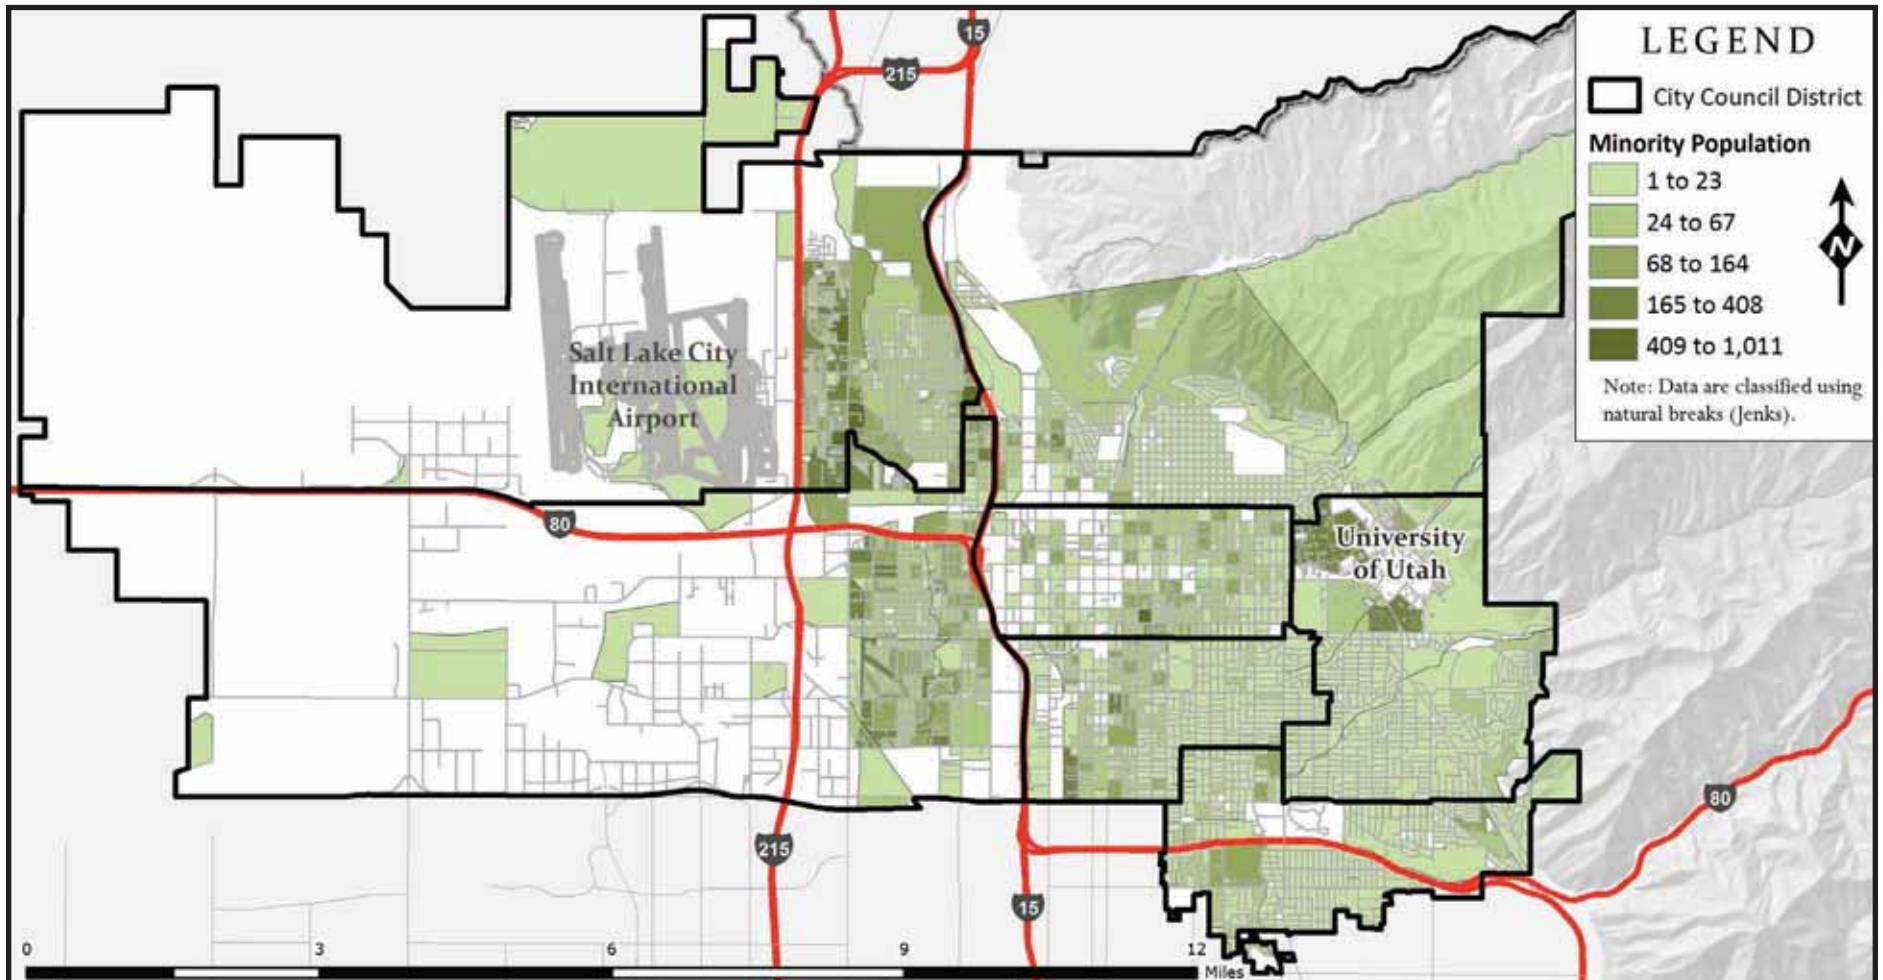 LEGEND
City Council District
Minority Population
1 to 23
24 to 67
68 to 164
165 to 408
409 to 1,011
N
Note: Data are classified using
natural breaks (Jenks).
15
215
Salt Lake City
International
Airport
80
University
of Utah
80
215
15
0 3 6 9 12
Miles